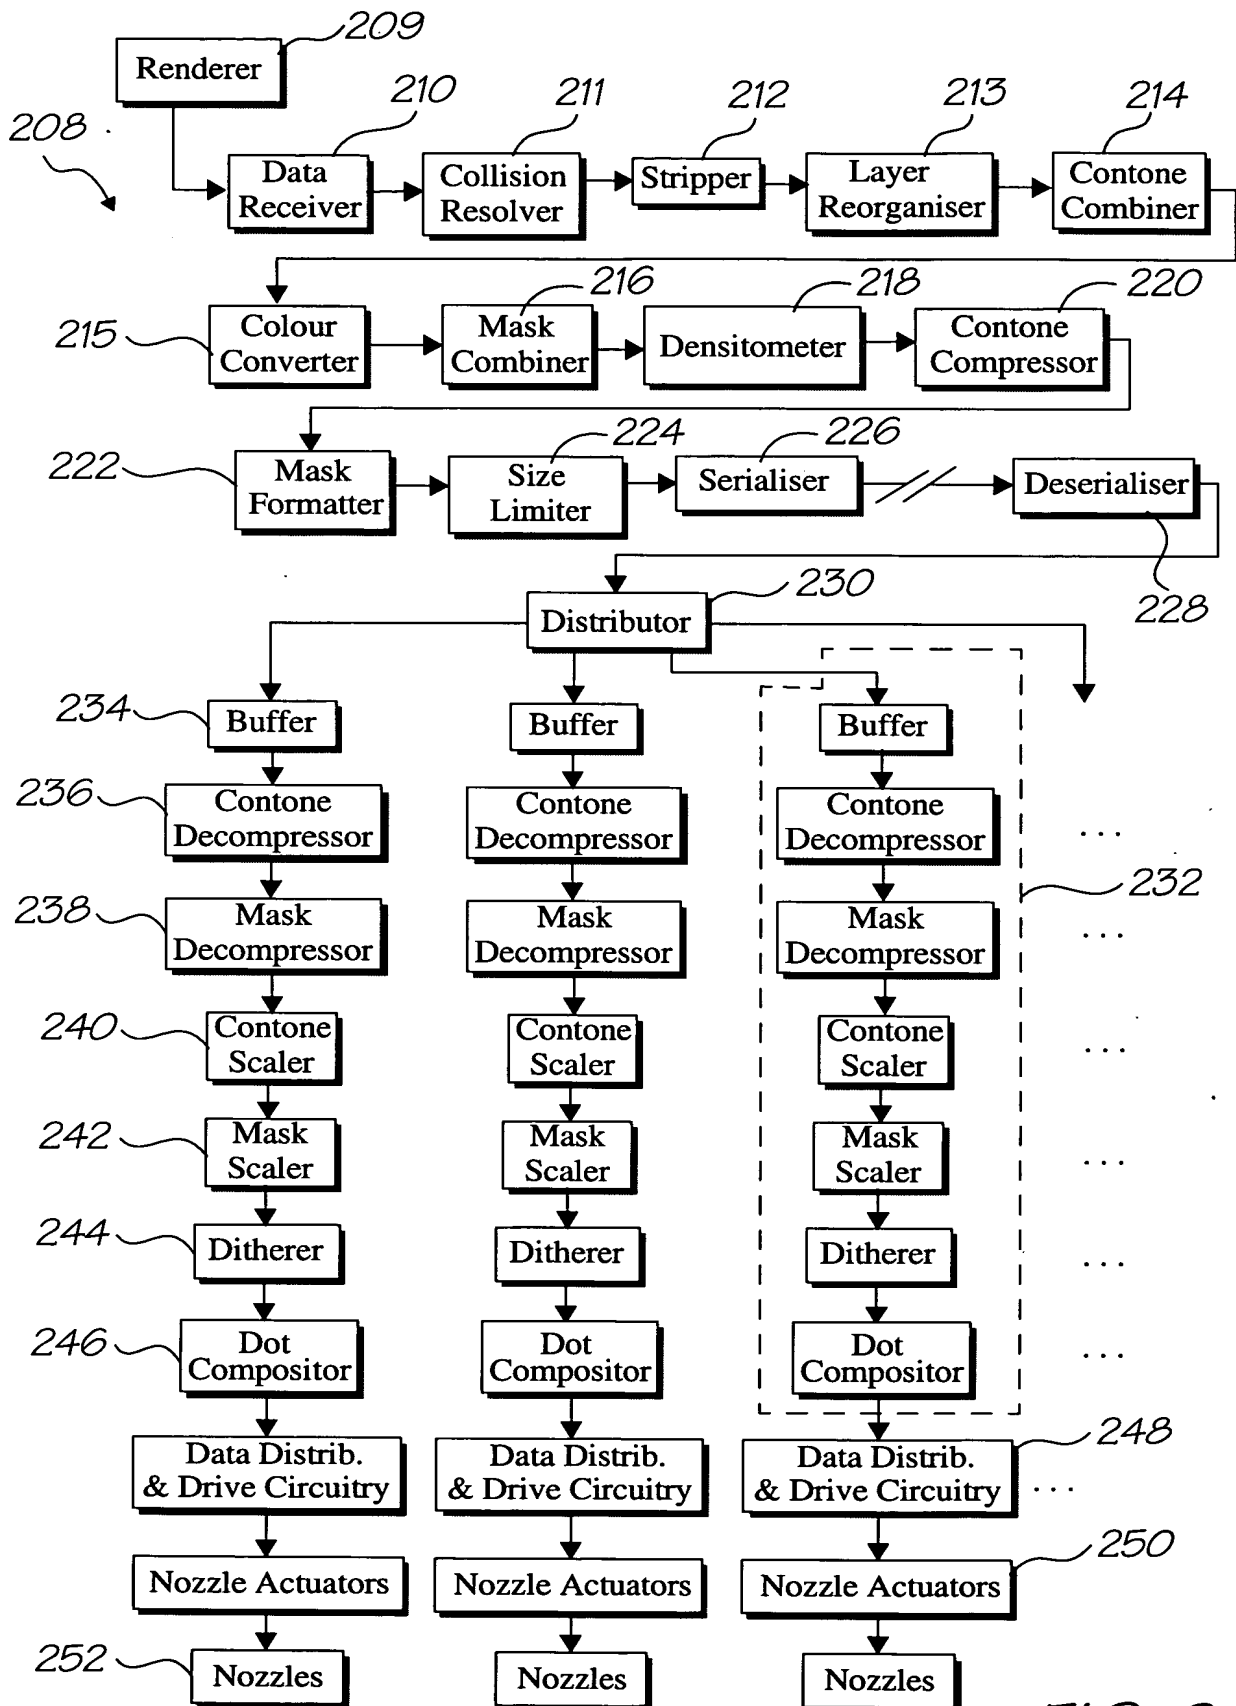 209
Renderer
208
210
211
212
213
214
Data
Receiver
Collision
Resolver
Stripper
Layer
Reorganiser
Contone
Combiner
216
218
220
215
Colour
Converter
Mask
Combiner
Densitometer
Contone
Compressor
222
224
226
Mask
Formatter
Size
Limiter
Serialiser
Deserialiser
228
230
Distributor
234
Buffer
Buffer
Buffer
236
Contone
Decompressor
Contone
Decompressor
Contone
Decompressor
...
232
238
Mask
Decompressor
Mask
Decompressor
Mask
Decompressor
...
240
Contone
Scaler
Contone
Scaler
Contone
Scaler
...
242
Mask
Scaler
Mask
Scaler
Mask
Scaler
...
244
Ditherer
Ditherer
Ditherer
...
246
Dot
Compositor
Dot
Compositor
Dot
Compositor
...
Data Distrib.
& Drive Circuitry
Data Distrib.
& Drive Circuitry
Data Distrib.
& Drive Circuitry
248
...
Nozzle Actuators
Nozzle Actuators
Nozzle Actuators
250
252
Nozzles
Nozzles
Nozzles